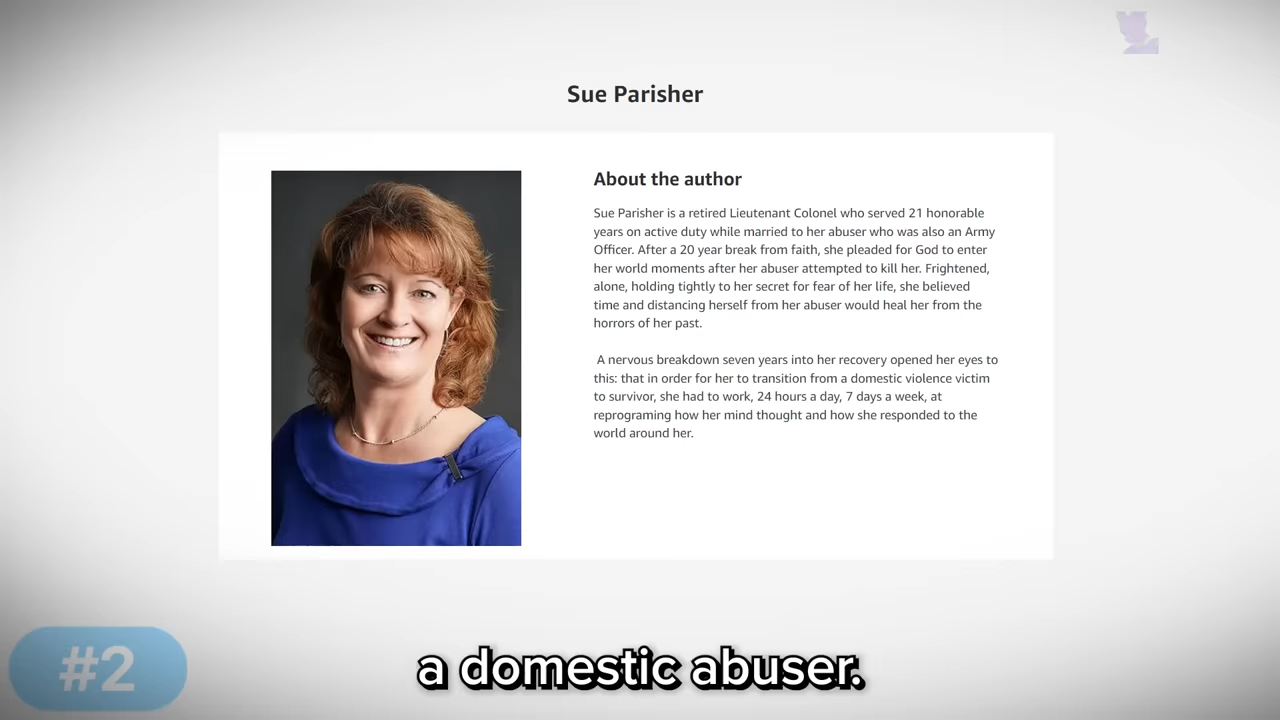 Sue Parisher
About the author
Sue Parisher is a retired Lieutenant Colonel who served 21 honorable
years on active duty while married to her abuser who was also an Army
Officer. After a 20 year break from faith, she pleaded for God to enter
her world moments after her abuser attempted to kill her. Frightened,
alone, holding tightly to her secret for fear of her life, she believed
time and distancing herself from her abuser would heal her from the
horrors of her past.
A nervous breakdown seven years into her recovery opened her eyes to
this: that in order for her to transition from a domestic violence victim
to survivor, she had to work, 24 hours a day, 7 days a week, at
reprograming how her mind thought and how she responded to the
world around her.
#2
a domestic abuser.